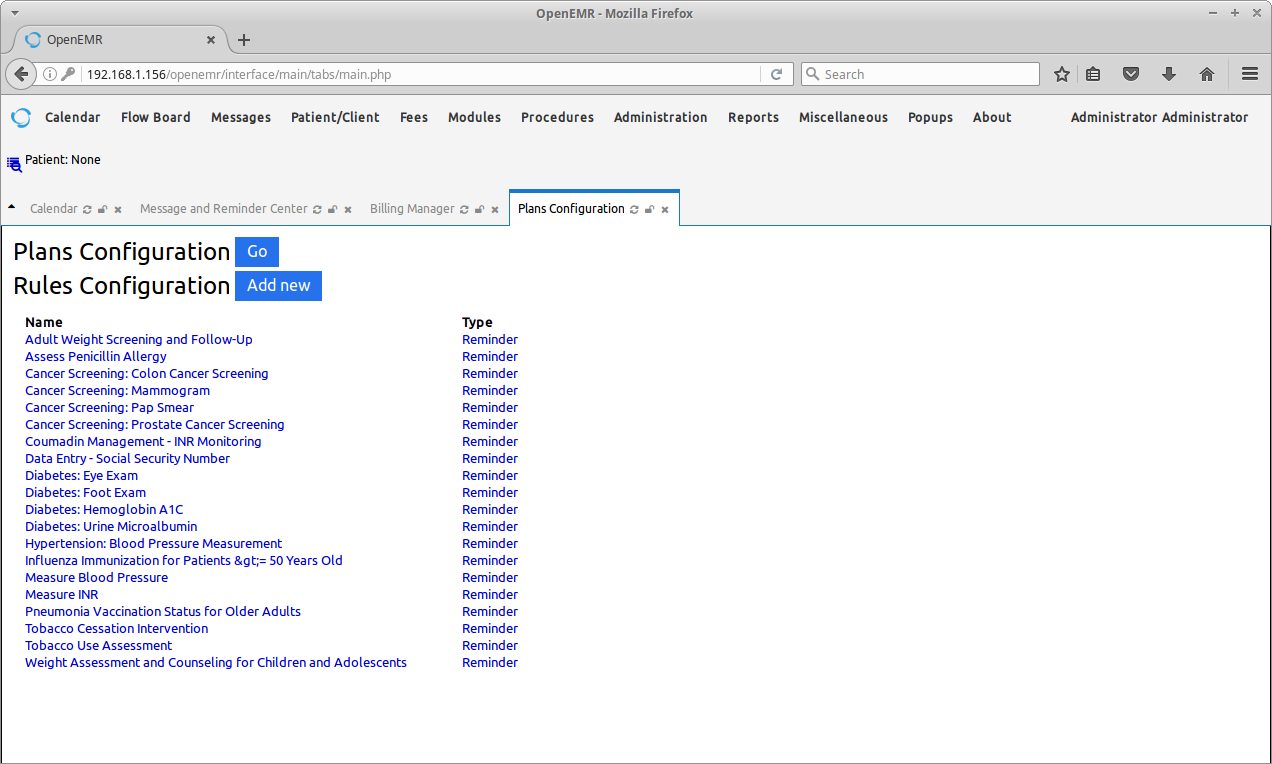 OpenEMR - Mozilla Firefox
OpenEMR
192.168.1.156/openemr/interface/main/tabs/main.php
Search
Calendar Flow Board Messages Patient/Client Fees Modules Procedures Administration Reports Miscellaneous Popups About Administrator Administrator
Patient: None
Calendar Message and Reminder Center Billing Manager Plans Configuration
Plans Configuration Go
Rules Configuration Add new
Name Type
Adult Weight Screening and Follow-Up Reminder
Assess Penicillin Allergy Reminder
Cancer Screening: Colon Cancer Screening Reminder
Cancer Screening: Mammogram Reminder
Cancer Screening: Pap Smear Reminder
Cancer Screening: Prostate Cancer Screening Reminder
Coumadin Management - INR Monitoring Reminder
Data Entry - Social Security Number Reminder
Diabetes: Eye Exam Reminder
Diabetes: Foot Exam Reminder
Diabetes: Hemoglobin A1C Reminder
Diabetes: Urine Microalbumin Reminder
Hypertension: Blood Pressure Measurement Reminder
Influenza Immunization for Patients &gt;= 50 Years Old Reminder
Measure Blood Pressure Reminder
Measure INR Reminder
Pneumonia Vaccination Status for Older Adults Reminder
Tobacco Cessation Intervention Reminder
Tobacco Use Assessment Reminder
Weight Assessment and Counseling for Children and Adolescents Reminder